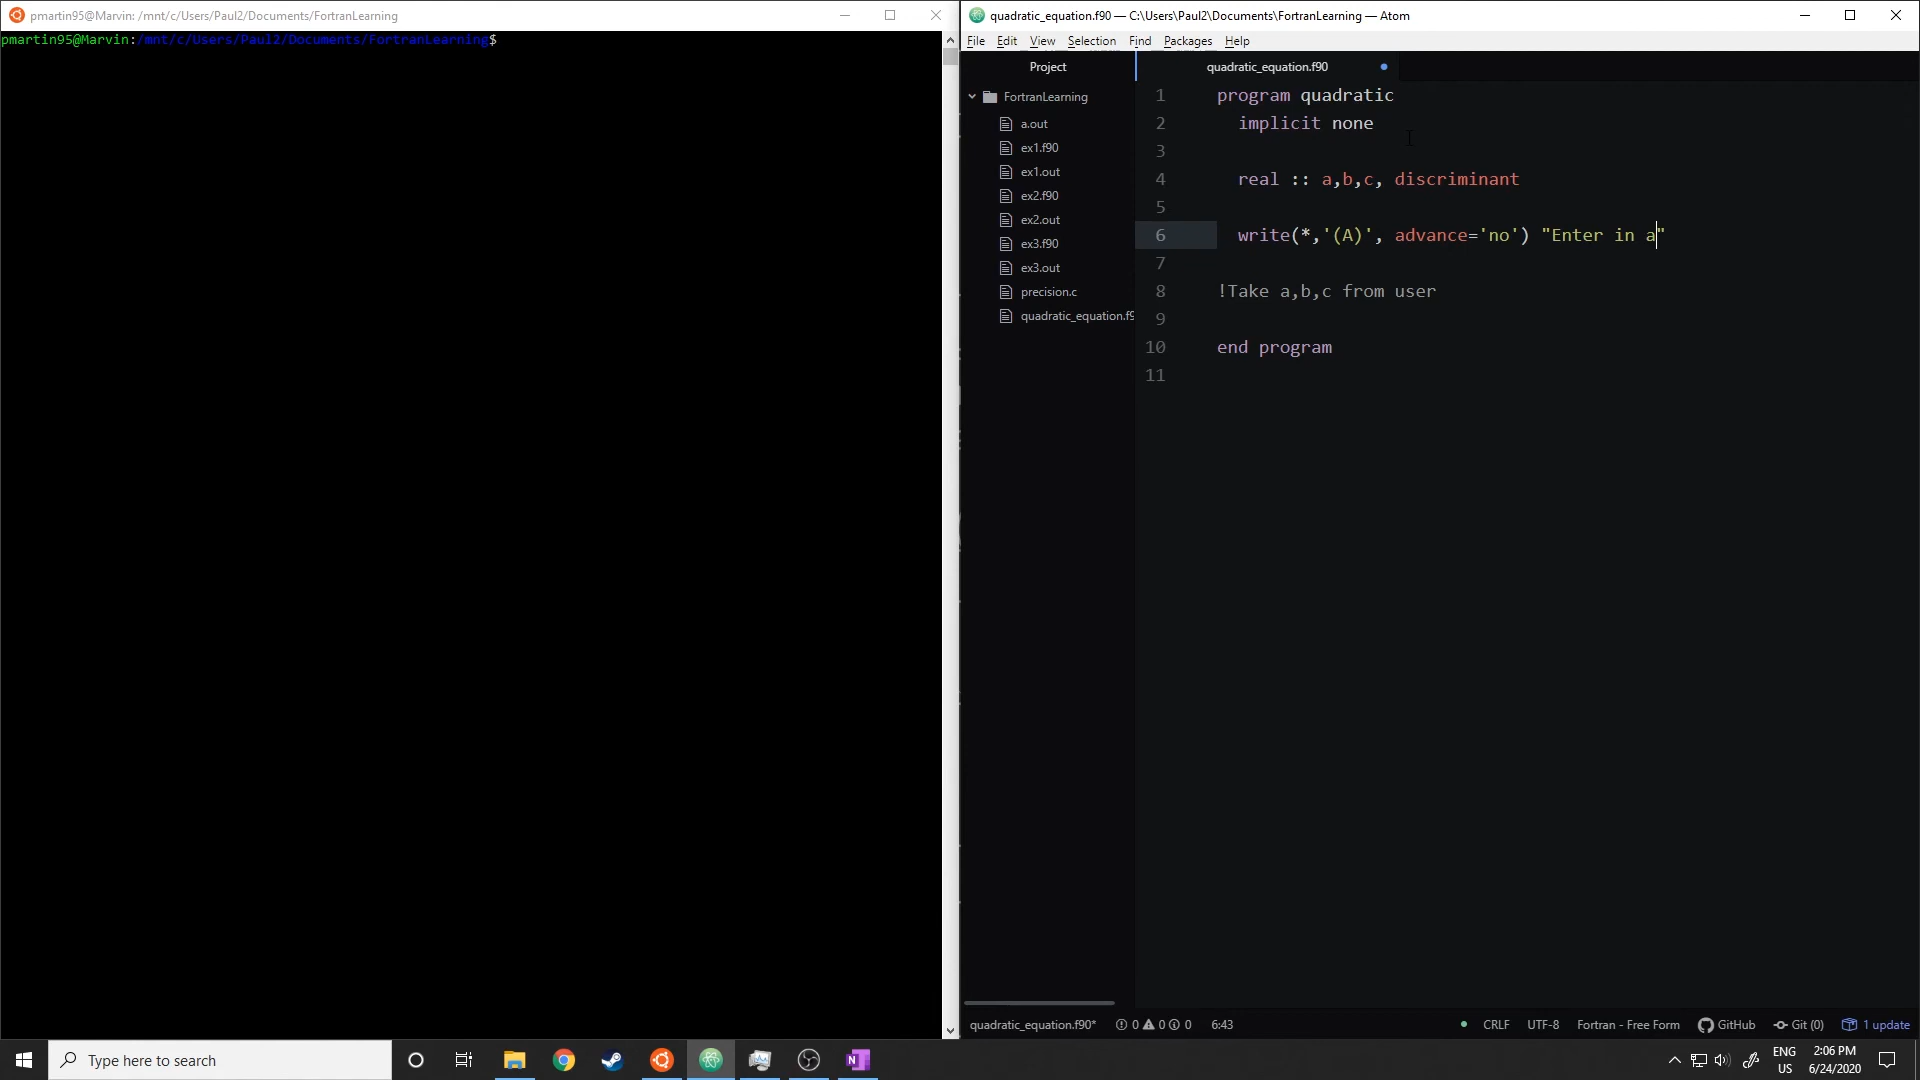 pmartin95@Marvin: /mnt/c/Users/Paul2/Documents/FortranLearning
pmartin95@Marvin:/mnt/c/Users/Paul2/Documents/FortranLearning$
quadratic_equation.f90 — C:\Users\Paul2\Documents\FortranLearning — Atom
File Edit View Selection Find Packages Help
Project
FortranLearning
a.out
ex1.f90
ex1.out
ex2.f90
ex2.out
ex3.f90
ex3.out
precision.c
quadratic_equation.f9
quadratic_equation.f90
1 program quadratic
2 implicit none
3
4 real :: a,b,c, discriminant
5
6 write(*,'(A)', advance='no') "Enter in a"
7
8 !Take a,b,c from user
9
10 end program
11
quadratic_equation.f90* 0 0 0 6:43 CRLF UTF-8 Fortran - Free Form GitHub Git (0) 1 update
Type here to search
ENG
US
2:06 PM
6/24/2020